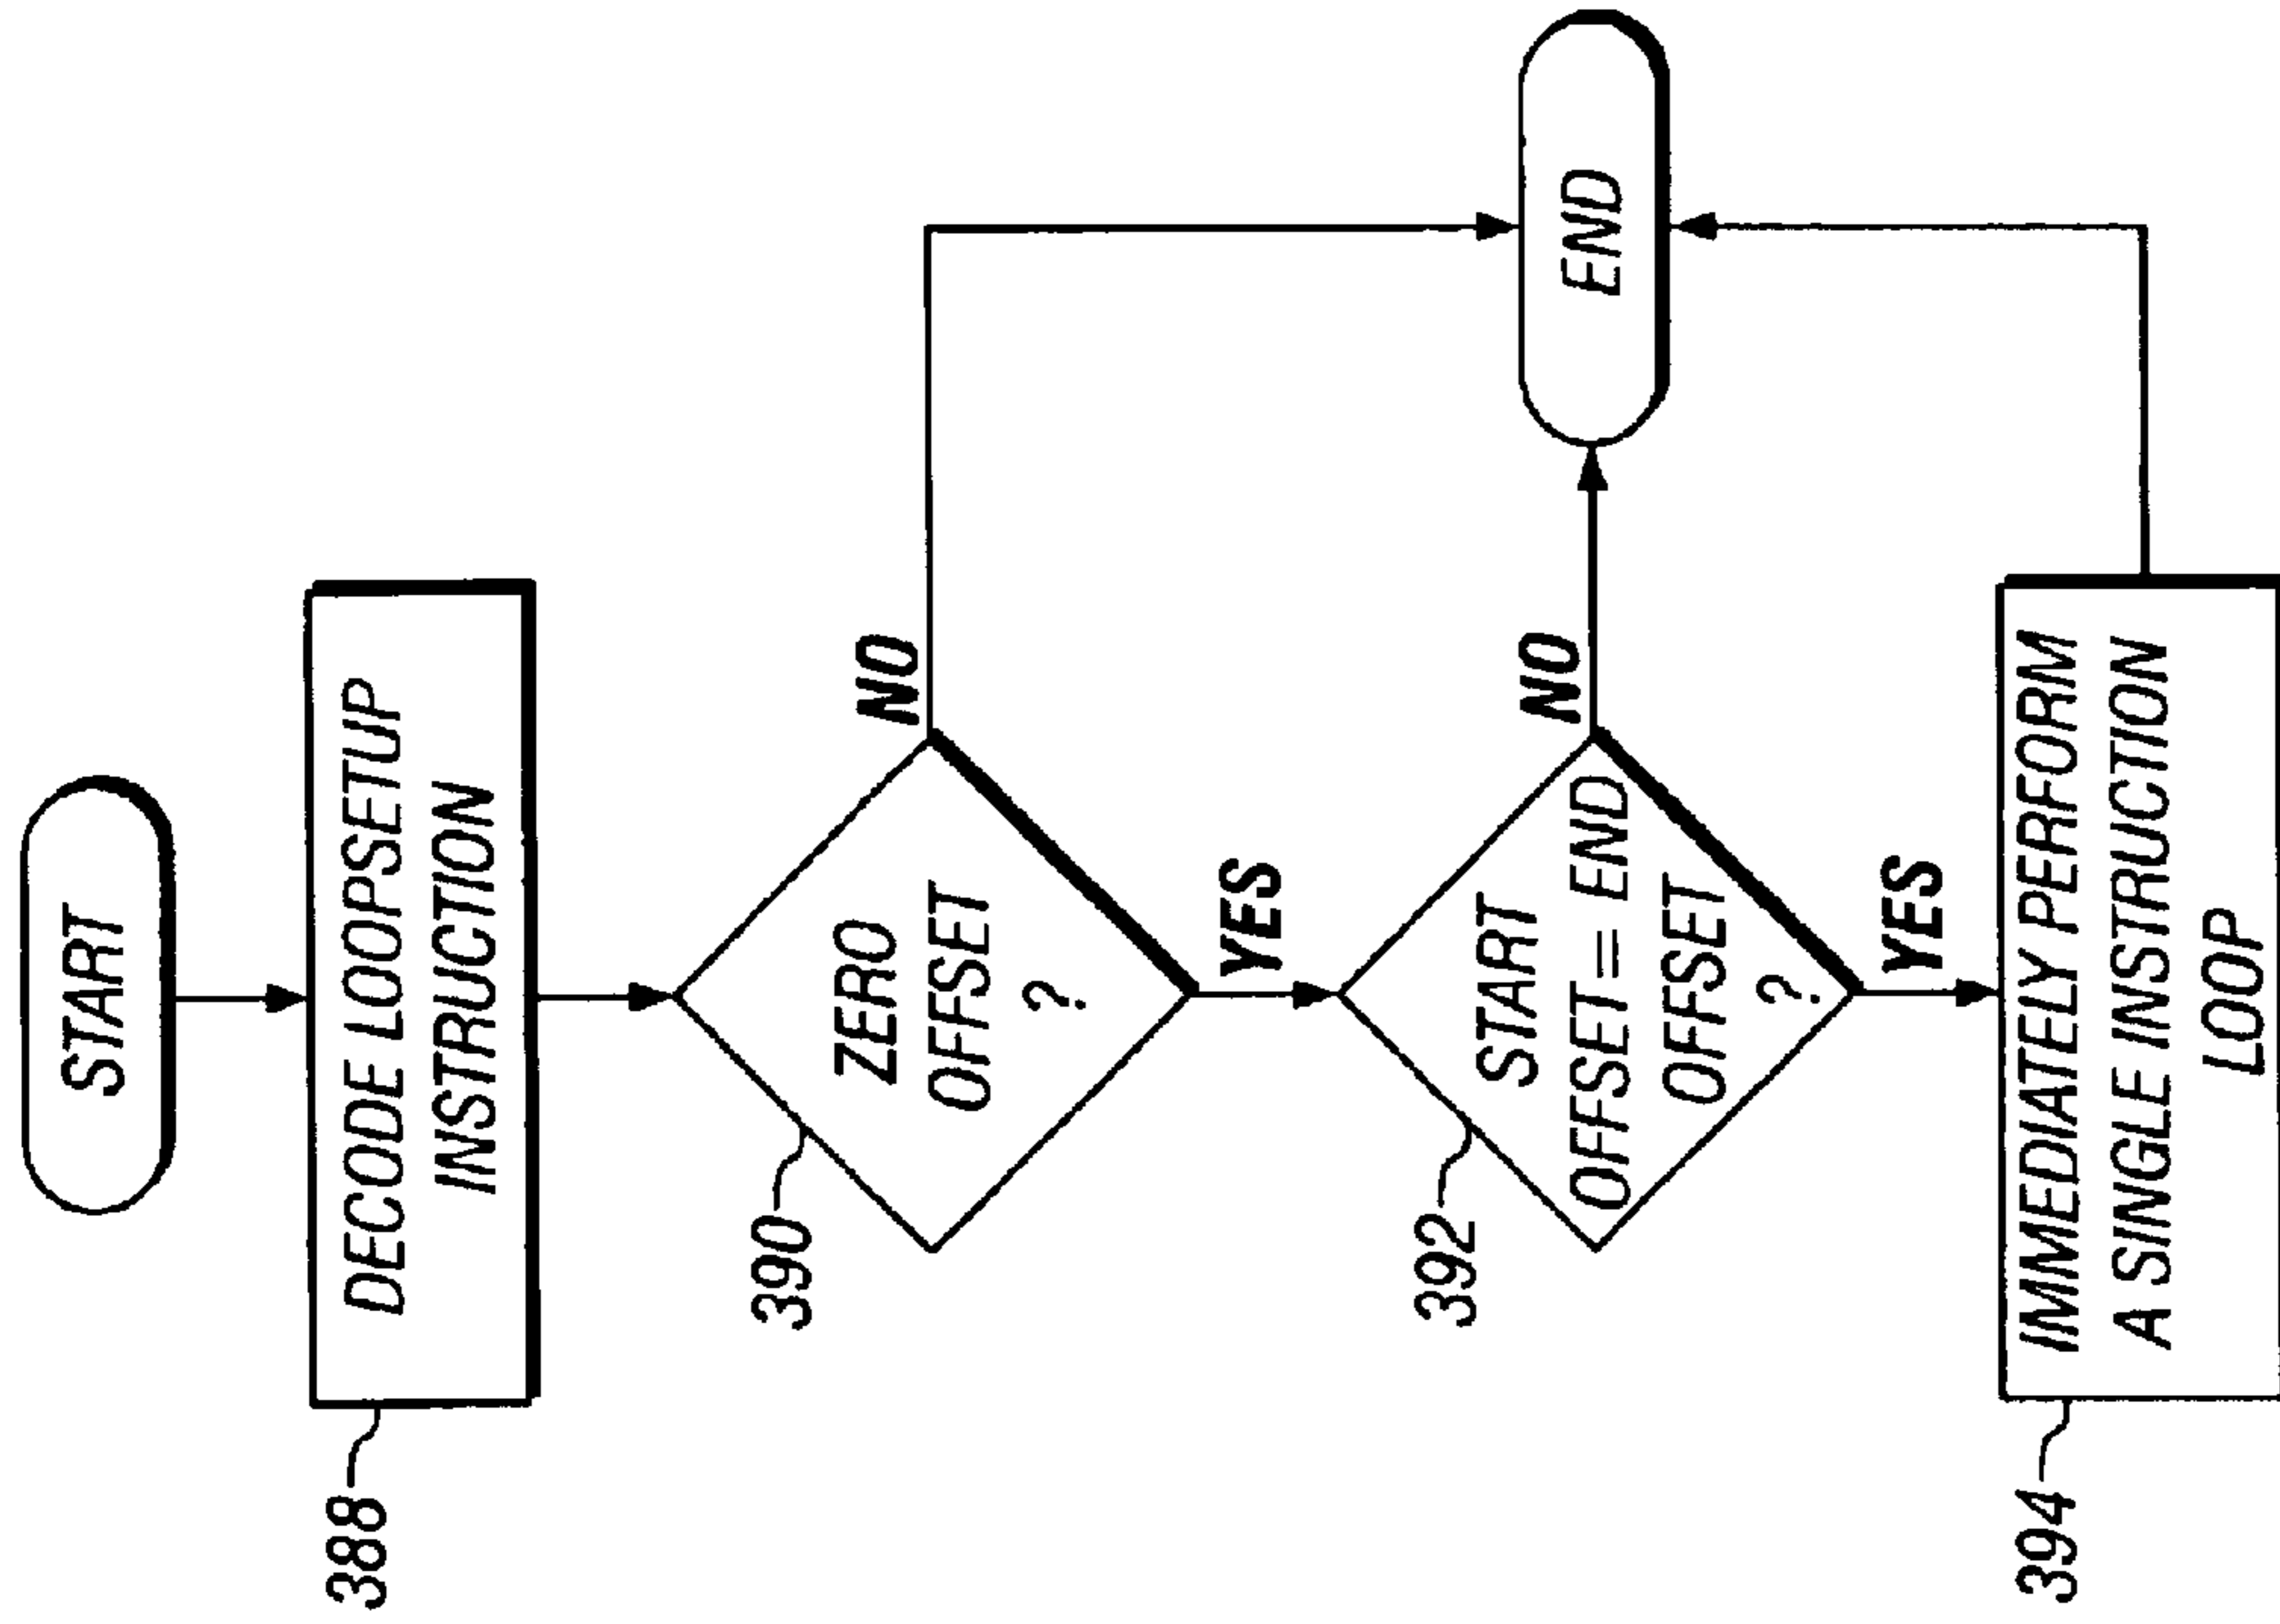 START
388
DECODE LOOPSETUP
INSTRUCTION
390
ZERO
OFFSET
?
NO
YES
392
START
OFFSET = END
OFFSET
?
NO
END
YES
394
IMMEDIATELY PERFORM
A SINGLE INSTRUCTION
LOOP